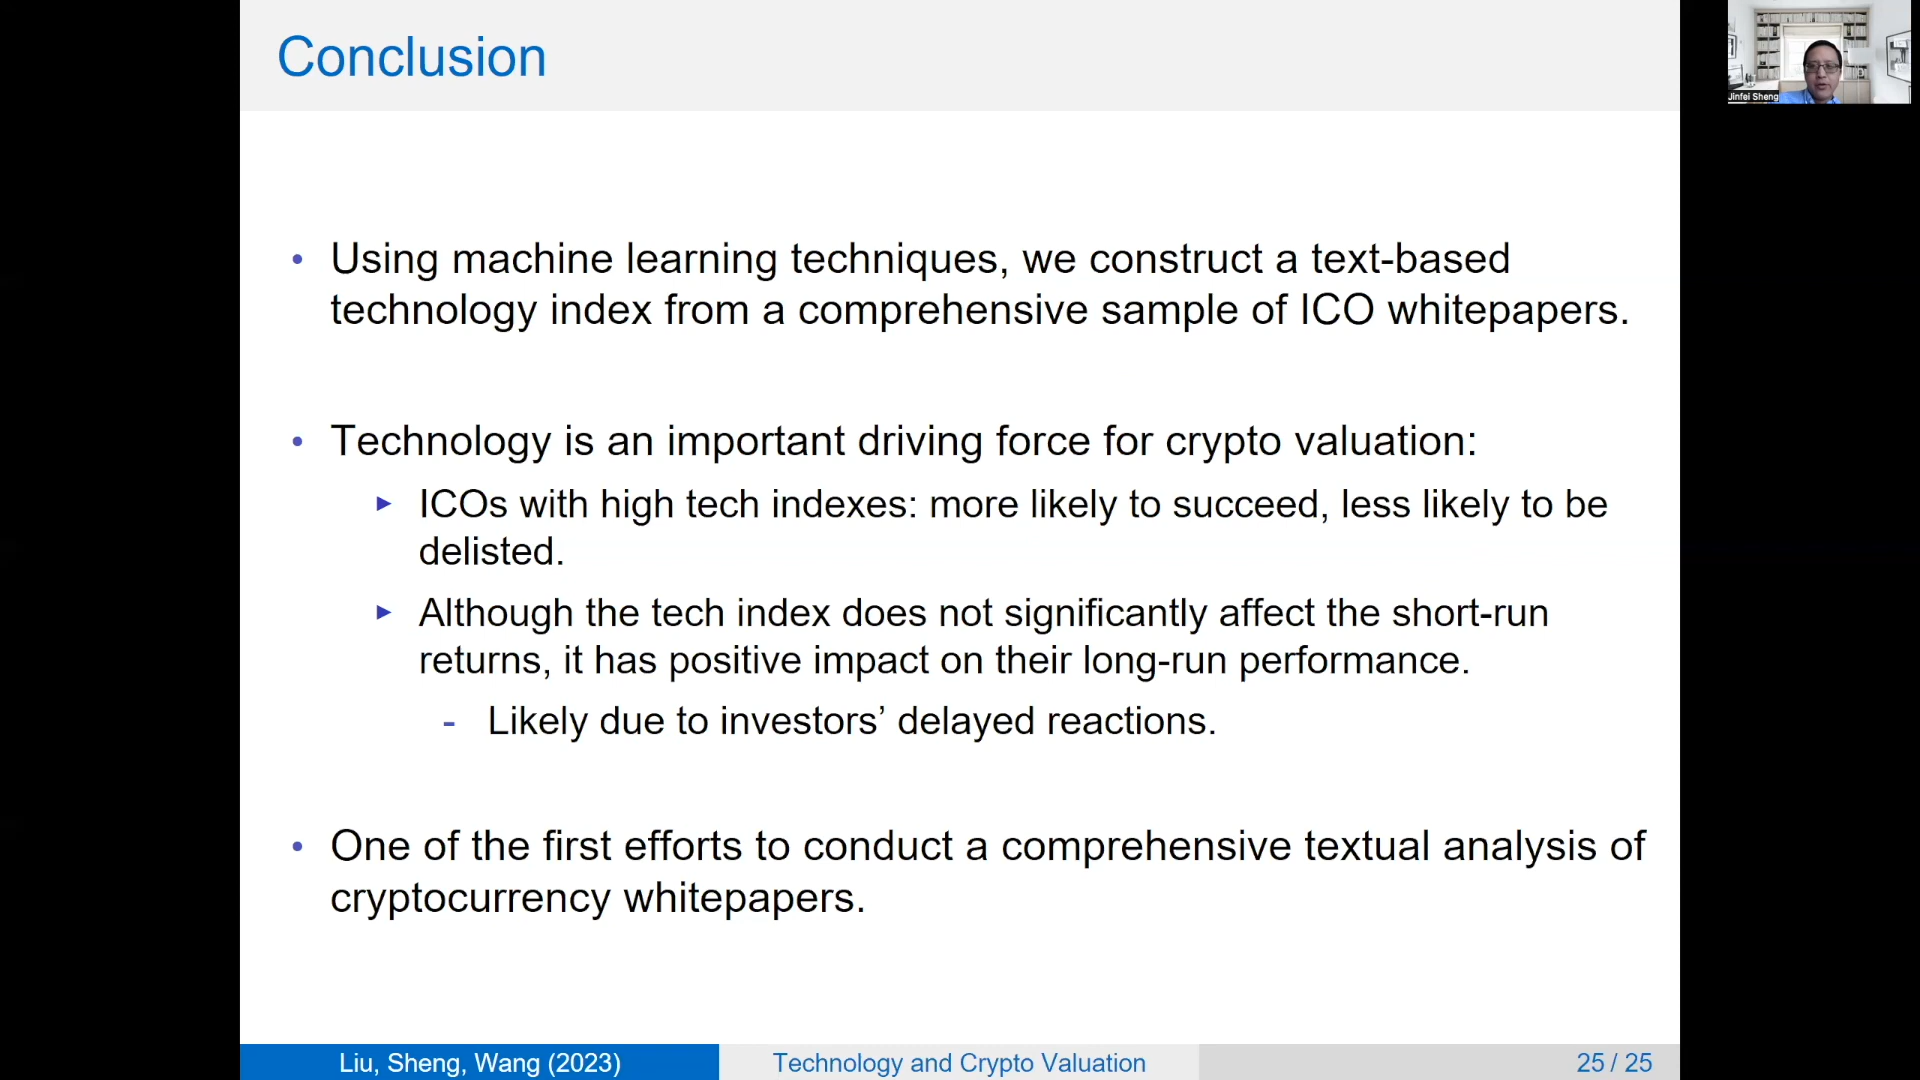 Conclusion
Jinfei Sheng
• Using machine learning techniques, we construct a text-based
technology index from a comprehensive sample of ICO whitepapers.
• Technology is an important driving force for crypto valuation:
▶ ICOs with high tech indexes: more likely to succeed, less likely to be
delisted.
▶ Although the tech index does not significantly affect the short-run
returns, it has positive impact on their long-run performance.
- Likely due to investors’ delayed reactions.
• One of the first efforts to conduct a comprehensive textual analysis of
cryptocurrency whitepapers.
Liu, Sheng, Wang (2023)
Technology and Crypto Valuation
25 / 25